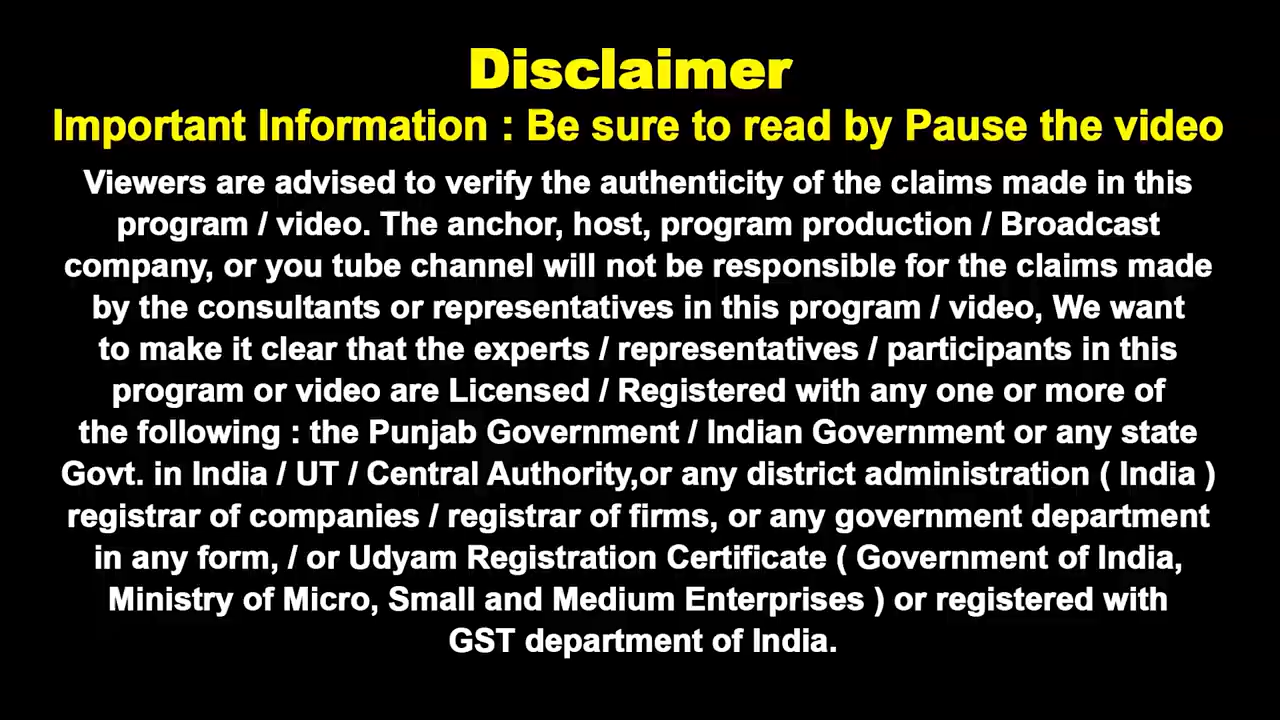 Disclaimer
Important Information : Be sure to read by Pause the video
Viewers are advised to verify the authenticity of the claims made in this
program / video. The anchor, host, program production / Broadcast
company, or you tube channel will not be responsible for the claims made
by the consultants or representatives in this program / video, We want
to make it clear that the experts / representatives / participants in this
program or video are Licensed / Registered with any one or more of
the following : the Punjab Government / Indian Government or any state
Govt. in India / UT / Central Authority,or any district administration ( India )
registrar of companies / registrar of firms, or any government department
in any form, / or Udyam Registration Certificate ( Government of India,
Ministry of Micro, Small and Medium Enterprises ) or registered with
GST department of India.